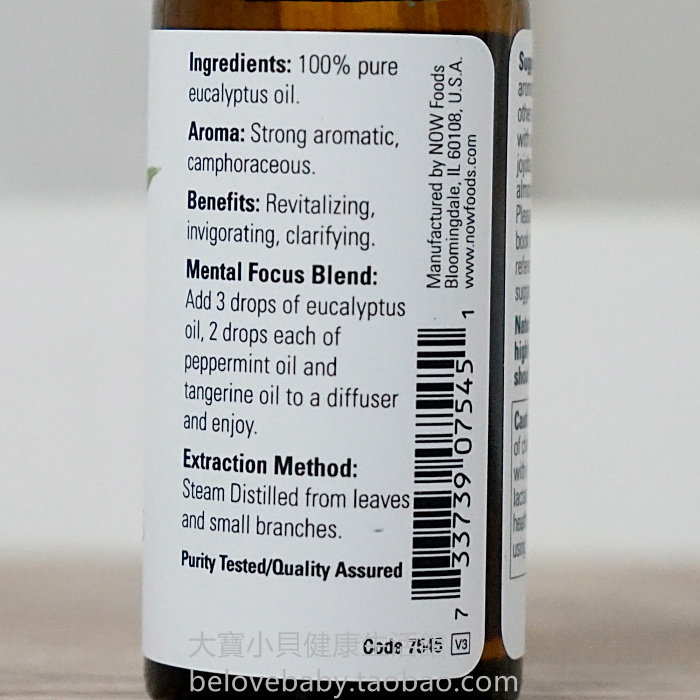 Ingredients: 100% pure
eucalyptus oil.
Aroma: Strong aromatic,
camphoraceous.
Benefits: Revitalizing,
invigorating, clarifying.
Mental Focus Blend:
Add 3 drops of eucalyptus
oil, 2 drops each of
peppermint oil and
tangerine oil to a diffuser
and enjoy.
Extraction Method:
Steam Distilled from leaves
and small branches.
Purity Tested/Quality Assured
Code 7545 V3
Manufactured by NOW Foods
Bloomingdale, IL 60108, U.S.A.
www.nowfoods.com
7 33739 07545 1
大寶小貝健康生活
belovebaby.taobao.com